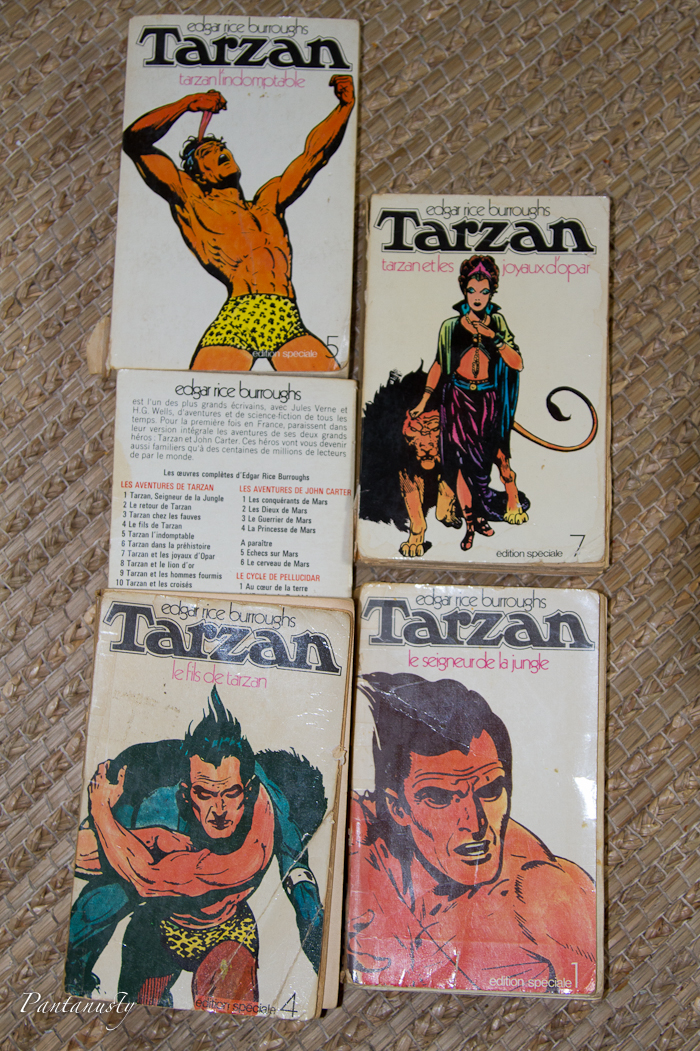 edgar rice burroughs
Tarzan
tarzan l'indomptable
edition spéciale 5
edgar rice burroughs
Tarzan
tarzan et les joyaux d'opar
edition spéciale 7
edgar rice burroughs
est l'un des plus grands écrivains, avec Jules Verne et
H.G. Wells, d'aventures et de science-fiction de tous les
temps. Pour la première fois en France, paraissent dans
leur version intégrale les aventures de ses deux grands
héros : Tarzan et John Carter. Ces héros vont vous devenir
aussi familiers qu'à des centaines de millions de lecteurs
de par le monde.
Les œuvres complètes d'Edgar Rice Burroughs
LES AVENTURES DE TARZAN
1 Tarzan, Seigneur de la Jungle
2 Le retour de Tarzan
3 Tarzan chez les fauves
4 Le fils de Tarzan
5 Tarzan l'indomptable
6 Tarzan dans la préhistoire
7 Tarzan et les joyaux d'Opar
8 Tarzan et le lion d'or
9 Tarzan et les hommes fourmis
10 Tarzan et les croisés
LES AVENTURES DE JOHN CARTER
1 Les conquérants de Mars
2 Les Dieux de Mars
3 Le Guerrier de Mars
4 La Princesse de Mars
A paraître
5 Echecs sur Mars
6 Le cerveau de Mars
LE CYCLE DE PELLUCIDAR
1 Au cœur de la terre
edgar rice burroughs
Tarzan
le fils de tarzan
edition spéciale 4
edgar rice burroughs
Tarzan
le seigneur de la jungle
edition spéciale 1
Pantanusty